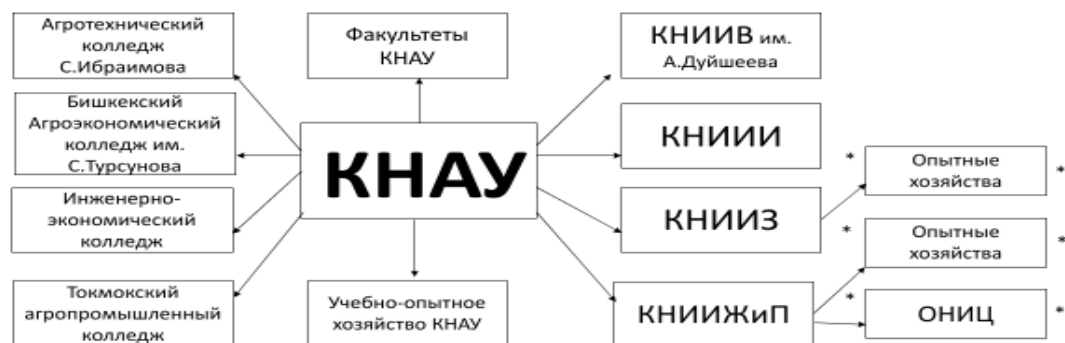 Агротехнический
колледж
С.Ибраимова
Факультеты
КНАУ
КНИИВ им.
А.Дуйшеева
Бишкекский
Агроэкономический
колледж им.
С.Турсунова
КНАУ
КНИИИ
* Опытные *
хозяйства
Инженерно-
экономический
колледж
КНИИЗ
* Опытные *
хозяйства
Токмокский
агропромышленный
колледж
Учебно-опытное
хозяйство КНАУ
КНИИЖиП
* ОНИЦ *